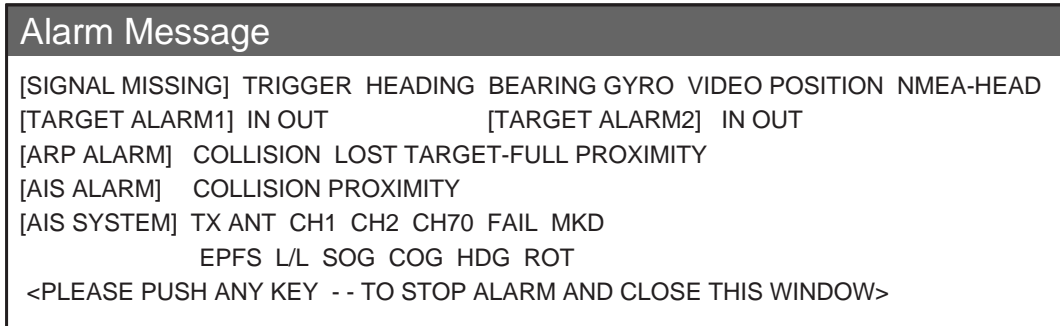 Alarm Message
[SIGNAL MISSING] TRIGGER HEADING BEARING GYRO VIDEO POSITION NMEA-HEAD
[TARGET ALARM1] IN OUT [TARGET ALARM2] IN OUT
[ARP ALARM] COLLISION LOST TARGET-FULL PROXIMITY
[AIS ALARM] COLLISION PROXIMITY
[AIS SYSTEM] TX ANT CH1 CH2 CH70 FAIL MKD
EPFS L/L SOG COG HDG ROT
<PLEASE PUSH ANY KEY - - TO STOP ALARM AND CLOSE THIS WINDOW>